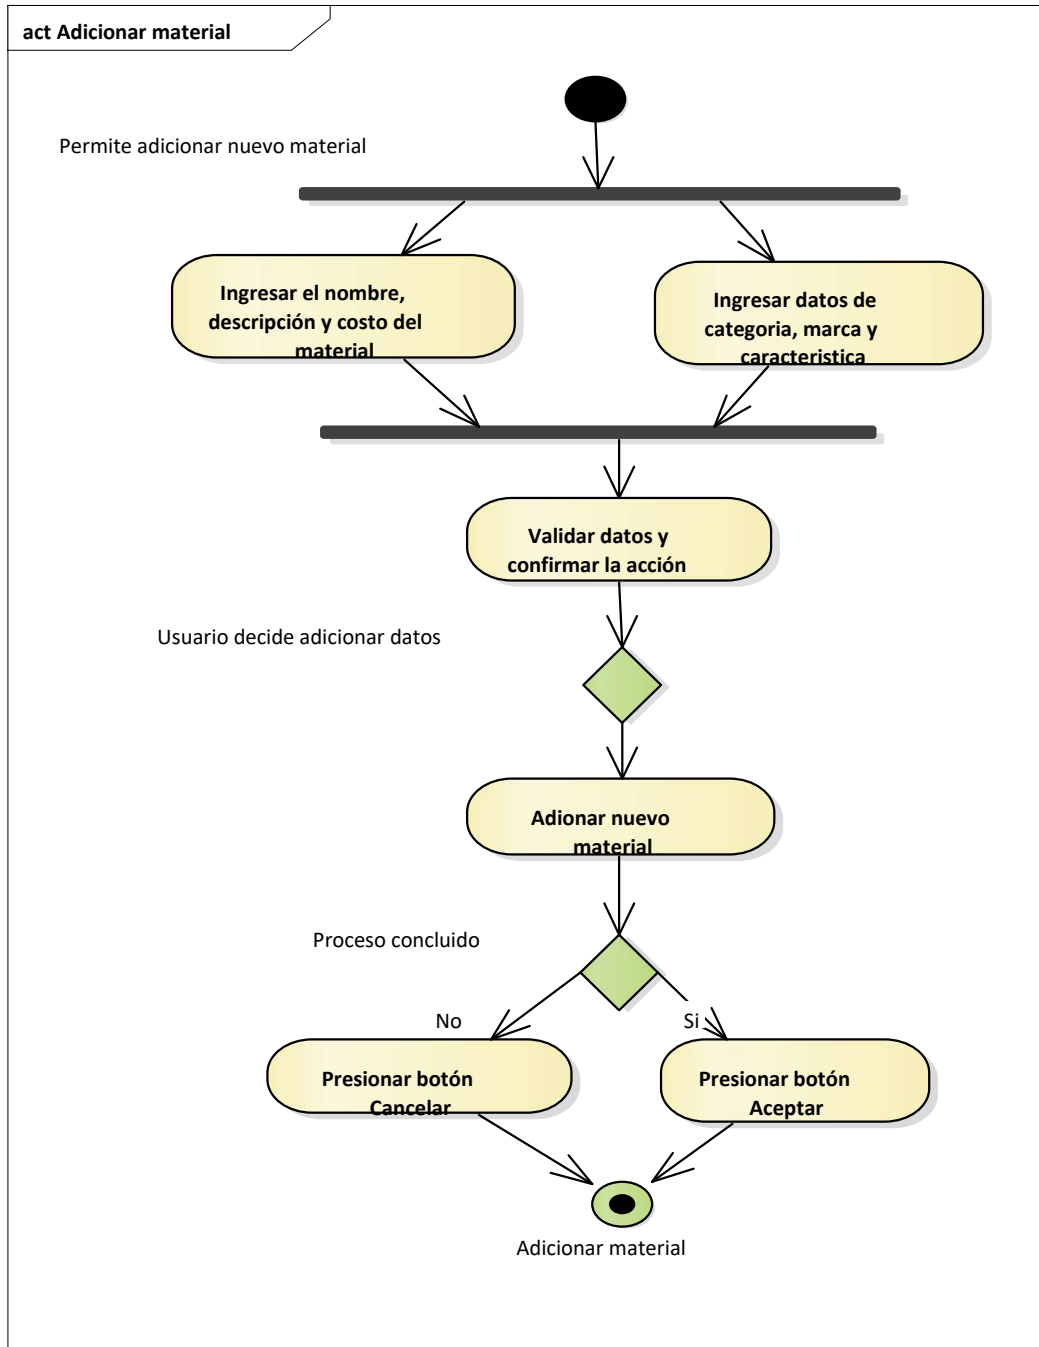 act Adicionar material
Permite adicionar nuevo material
Ingresar el nombre,
descripción y costo del
material
Ingresar datos de
categoria, marca y
caracteristica
Validar datos y
confirmar la acción
Usuario decide adicionar datos
Adionar nuevo
material
Proceso concluido
No
Si
Presionar botón
Cancelar
Presionar botón
Aceptar
Adicionar material